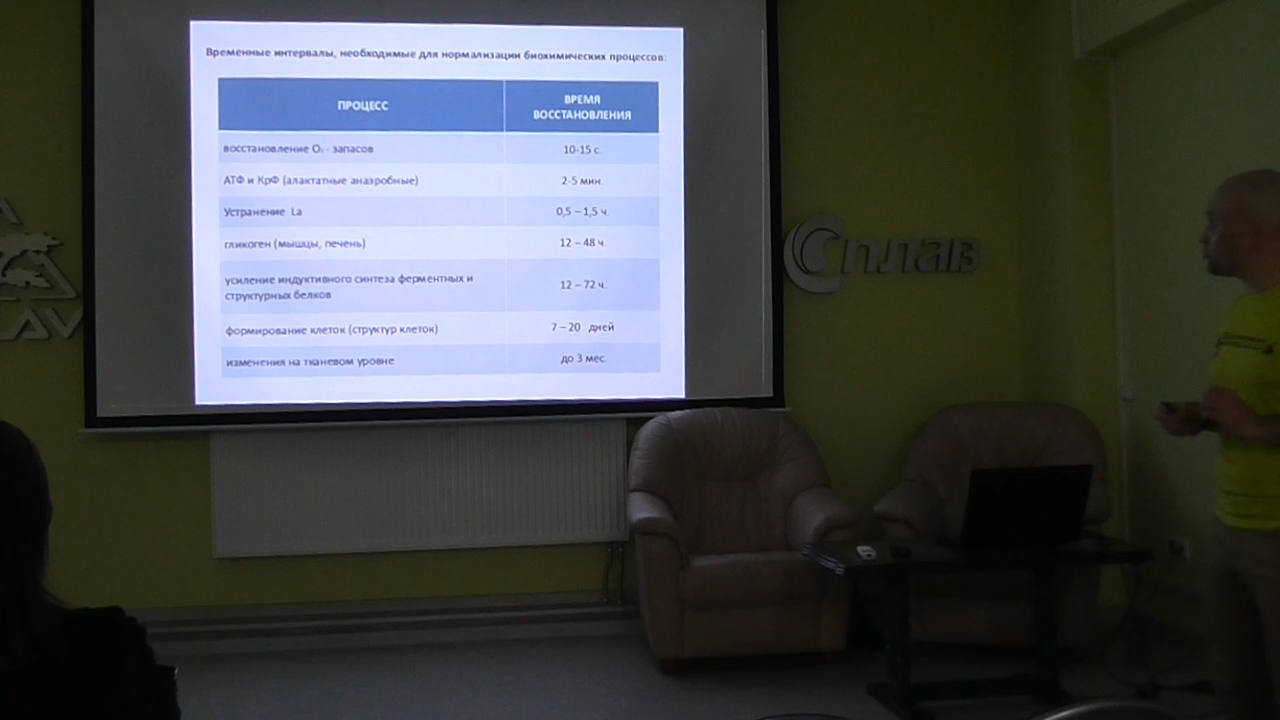 Временные интервалы, необходимые для нормализации биохимических процессов:
ПРОЦЕСС
ВРЕМЯ
ВОССТАНОВЛЕНИЯ
восстановление O₂ - запасов
10-15 с.
АТФ и КрФ (алактатные анаэробные)
2-5 мин.
Устранение La
0,5 – 1,5 ч.
гликоген (мышцы, печень)
12 – 48 ч
усиление индуктивного синтеза ферментных и
структурных белков
12 – 72 ч.
формирование клеток (структур клеток)
7 – 20 дней
изменения на тканевом уровне
до 3 мес.
Сплав